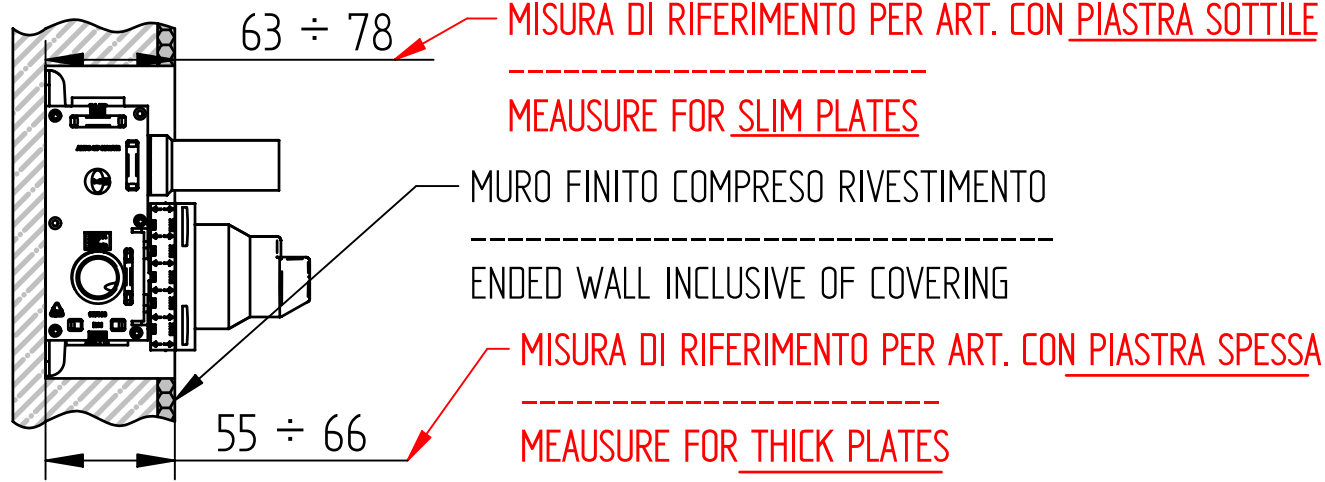 63 ÷ 78
MISURA DI RIFERIMENTO PER ART. CON PIASTRA SOTTILE
MEAUSURE FOR SLIM PLATES
MURO FINITO COMPRESO RIVESTIMENTO
ENDED WALL INCLUSIVE OF COVERING
MISURA DI RIFERIMENTO PER ART. CON PIASTRA SPESSA
55 ÷ 66
MEAUSURE FOR THICK PLATES